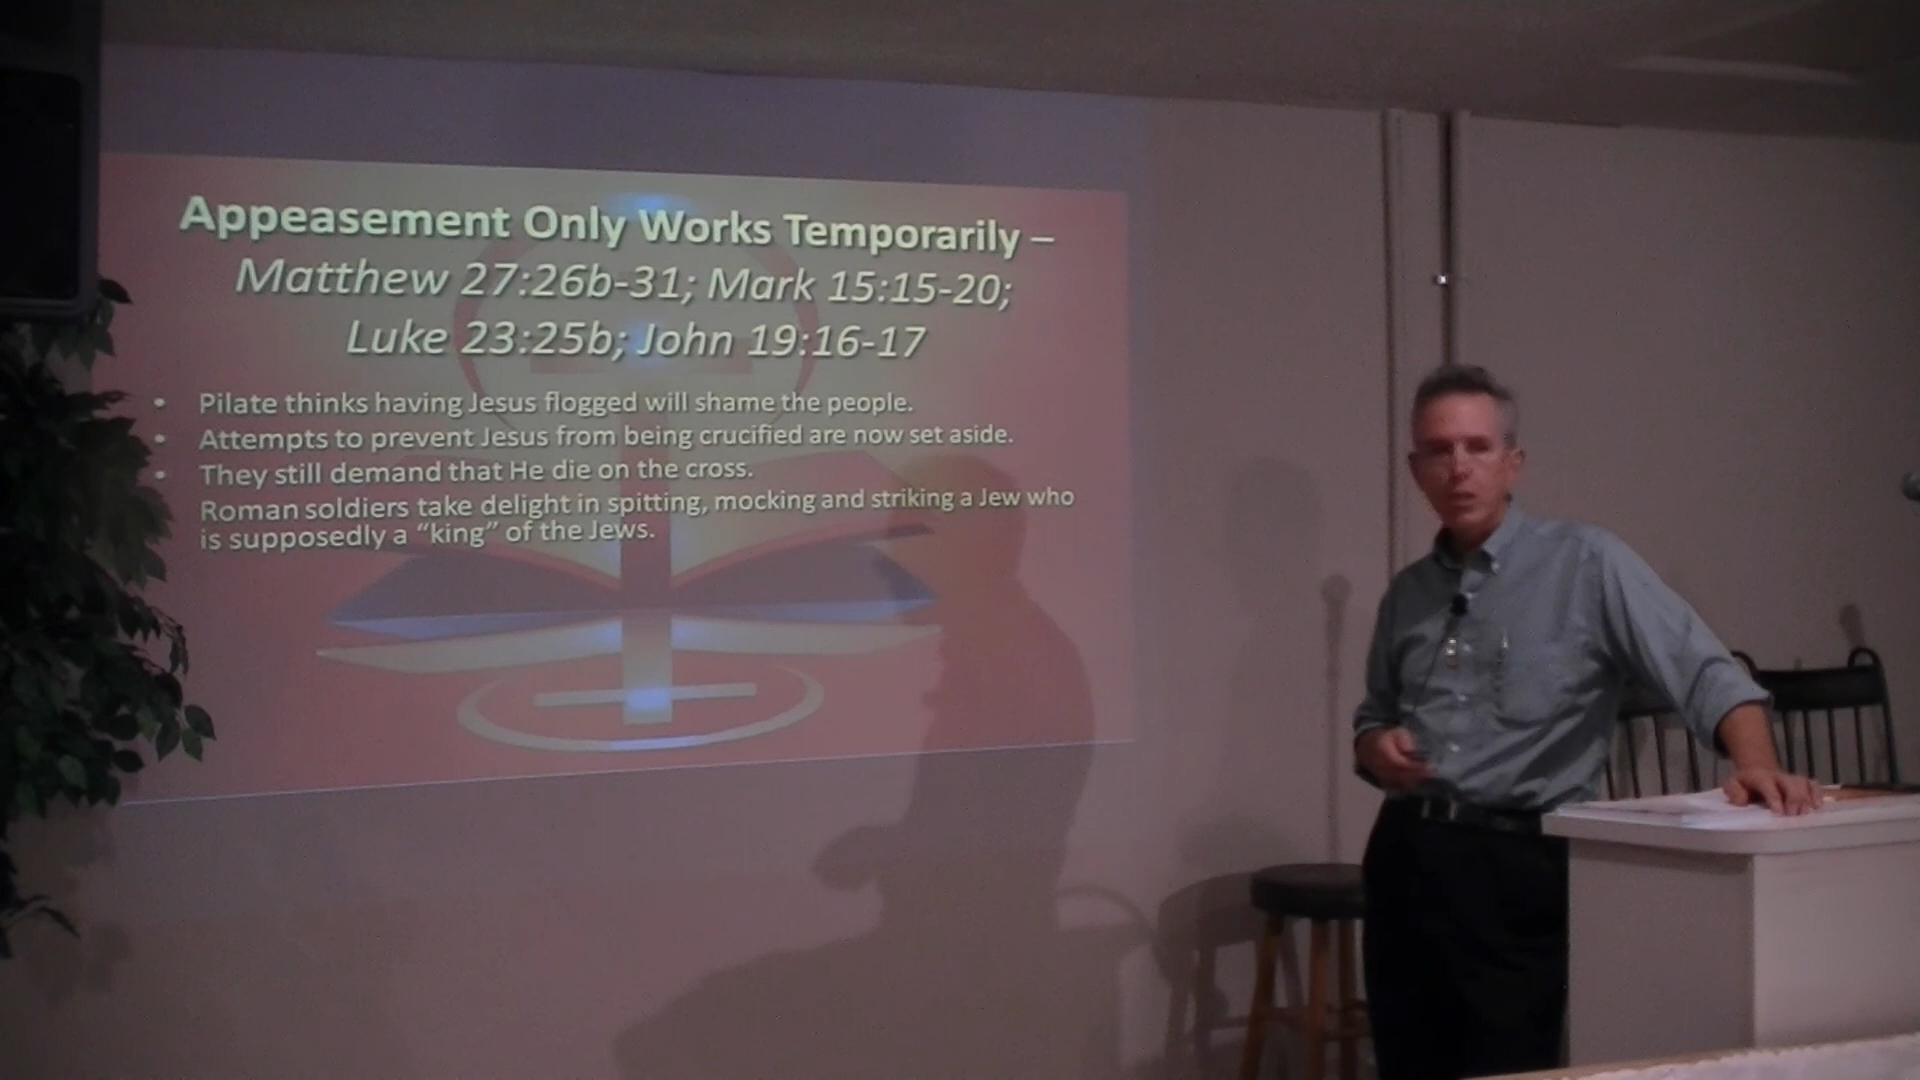 Appeasement Only Works Temporarily –
Matthew 27:26b-31; Mark 15:15-20;
Luke 23:25b; John 19:16-17
• Pilate thinks having Jesus flogged will shame the people.
• Attempts to prevent Jesus from being crucified are now set aside.
• They still demand that He die on the cross.
Roman soldiers take delight in spitting, mocking and striking a Jew who
is supposedly a “king” of the Jews.